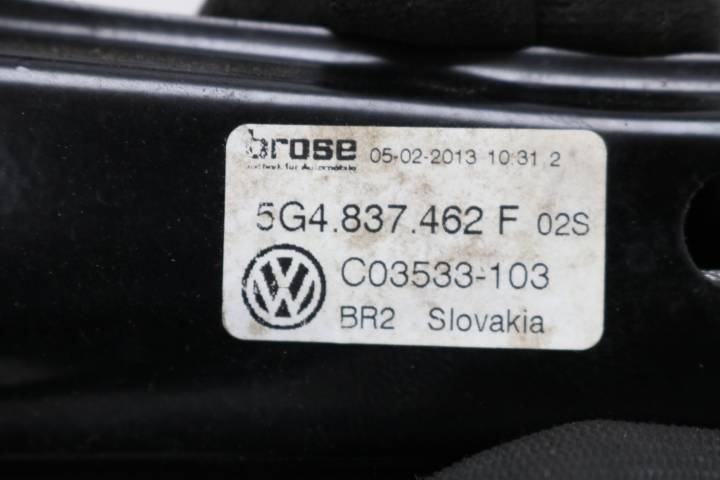 brose 05-02-2013 10:31 2
5G4.837.462 F 02S
C03533-103
BR2 Slovakia